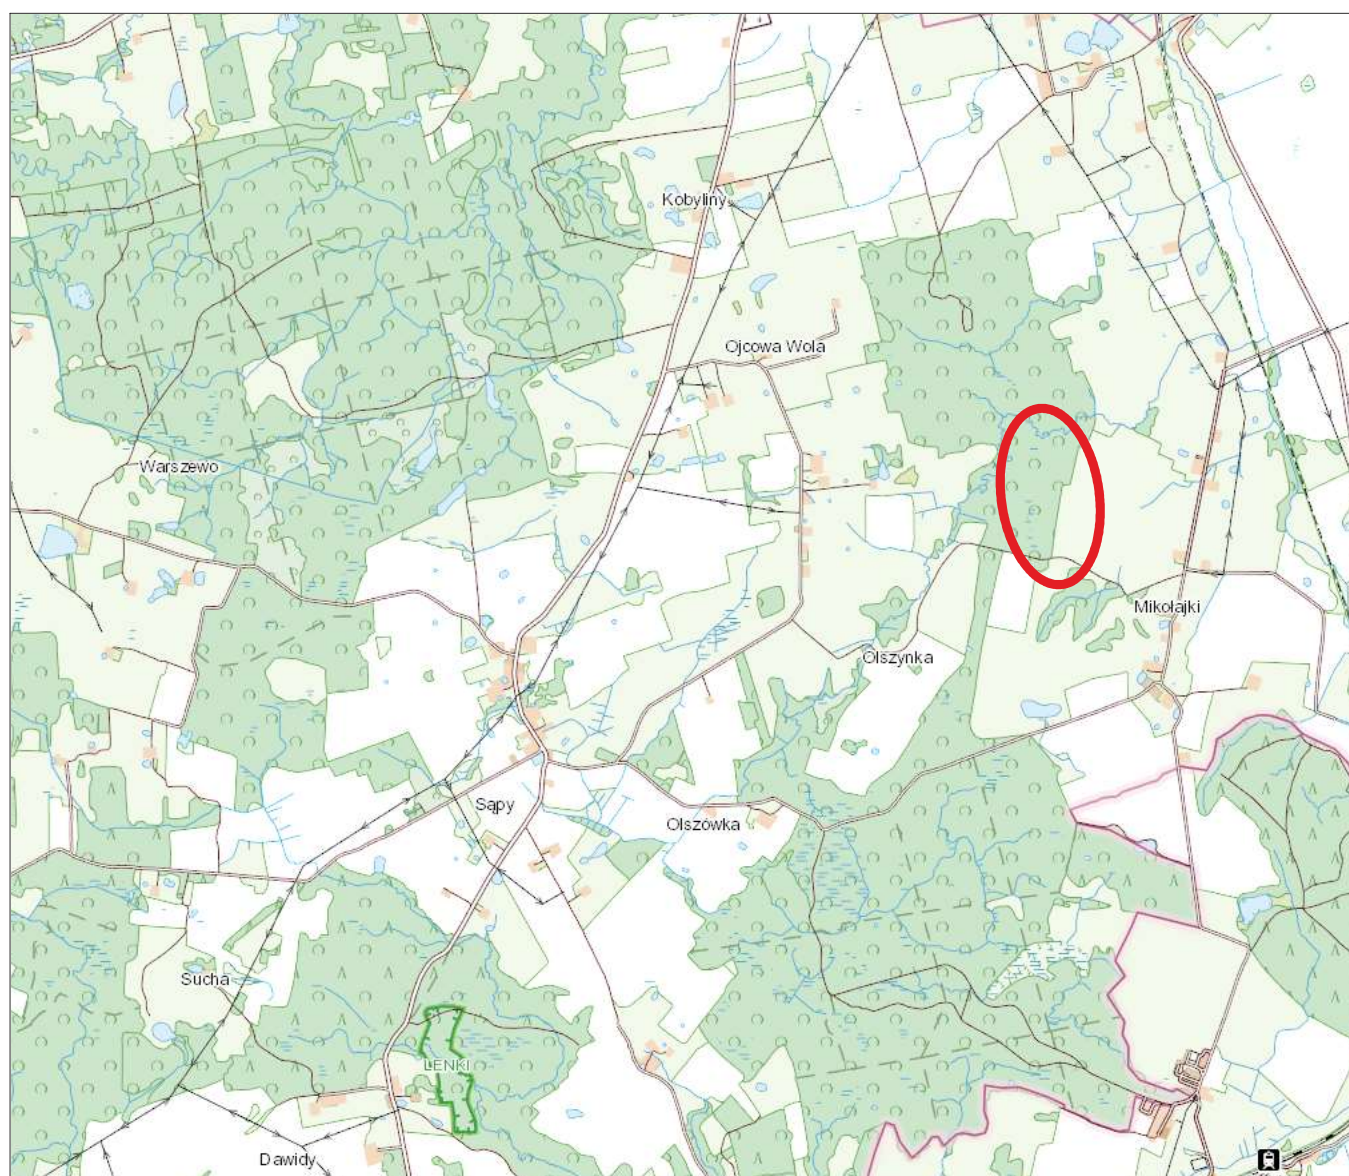 Kobyliny
Ojcowa Wola
Warszewo
Mikołajki
Olszynka
Sąpy
Olszówka
Sucha
LENKI
Dawidy